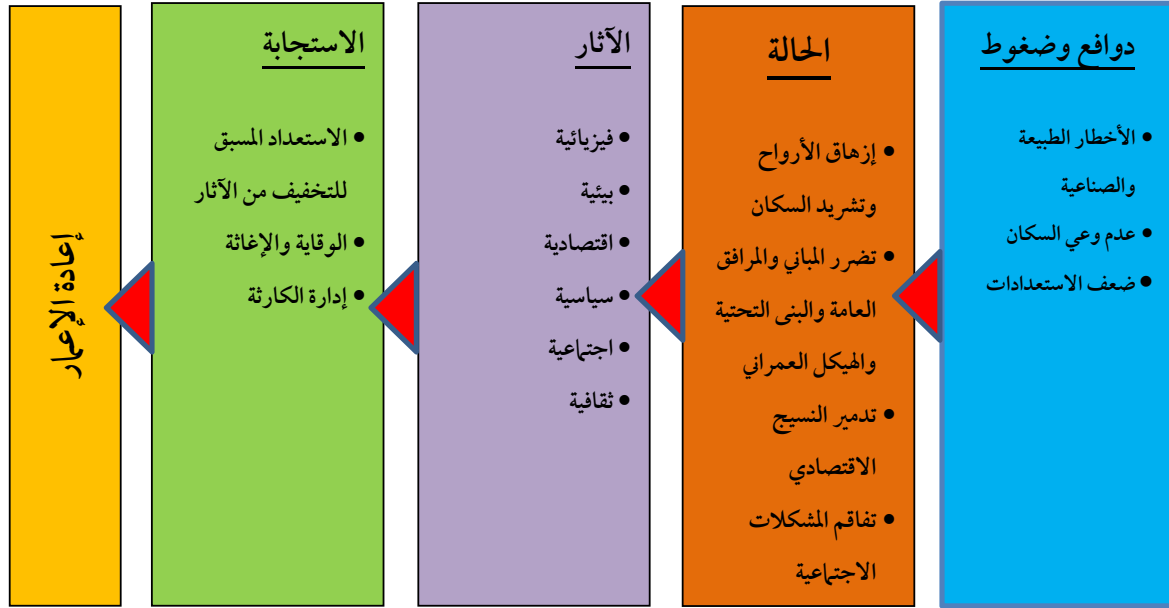 دوافع وضغوط
• الأخطار الطبيعة
والصناعية
• عدم وعي السكان
• ضعف الاستعدادات
الحالة
• إزهاق الأرواح
وتشريد السكان
• تضرر المباني والمرافق
العامة والبنى التحتية
والهيكل العمراني
• تدمير النسيج
الاقتصادي
• تفاقم المشكلات
الاجتماعية
الآثار
• فيزيائية
• بيئية
• اقتصادية
• سياسية
• اجتماعية
• ثقافية
الاستجابة
• الاستعداد المسبق
للتخفيف من الآثار
• الوقاية والإغاثة
• إدارة الكارثة
إعادة الإعمار